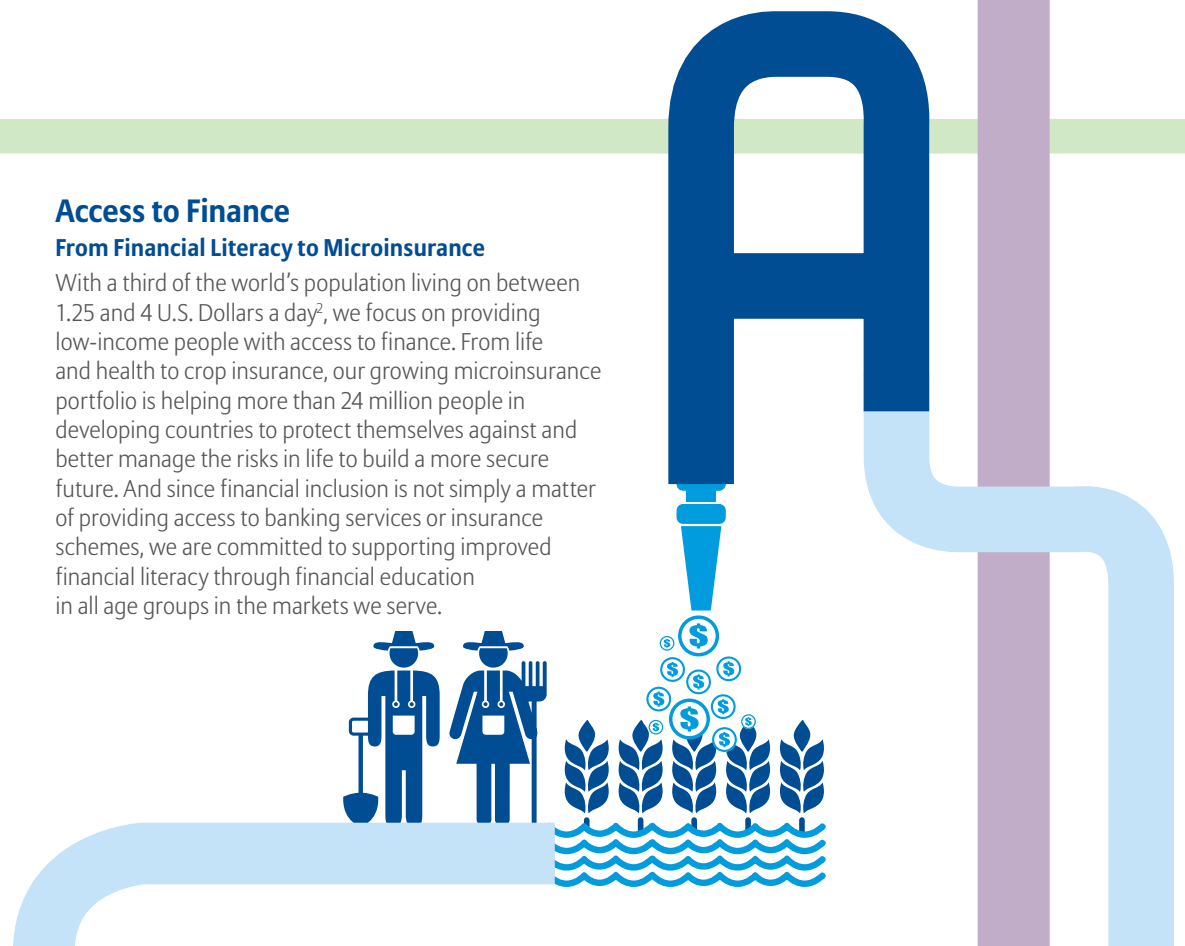 Access to Finance
From Financial Literacy to Microinsurance
With a third of the world’s population living on between
1.25 and 4 U.S. Dollars a day², we focus on providing
low-income people with access to finance. From life
and health to crop insurance, our growing microinsurance
portfolio is helping more than 24 million people in
developing countries to protect themselves against and
better manage the risks in life to build a more secure
future. And since financial inclusion is not simply a matter
of providing access to banking services or insurance
schemes, we are committed to supporting improved
financial literacy through financial education
in all age groups in the markets we serve.
A
$
$
$
$
$
$
$
$
$
$
$